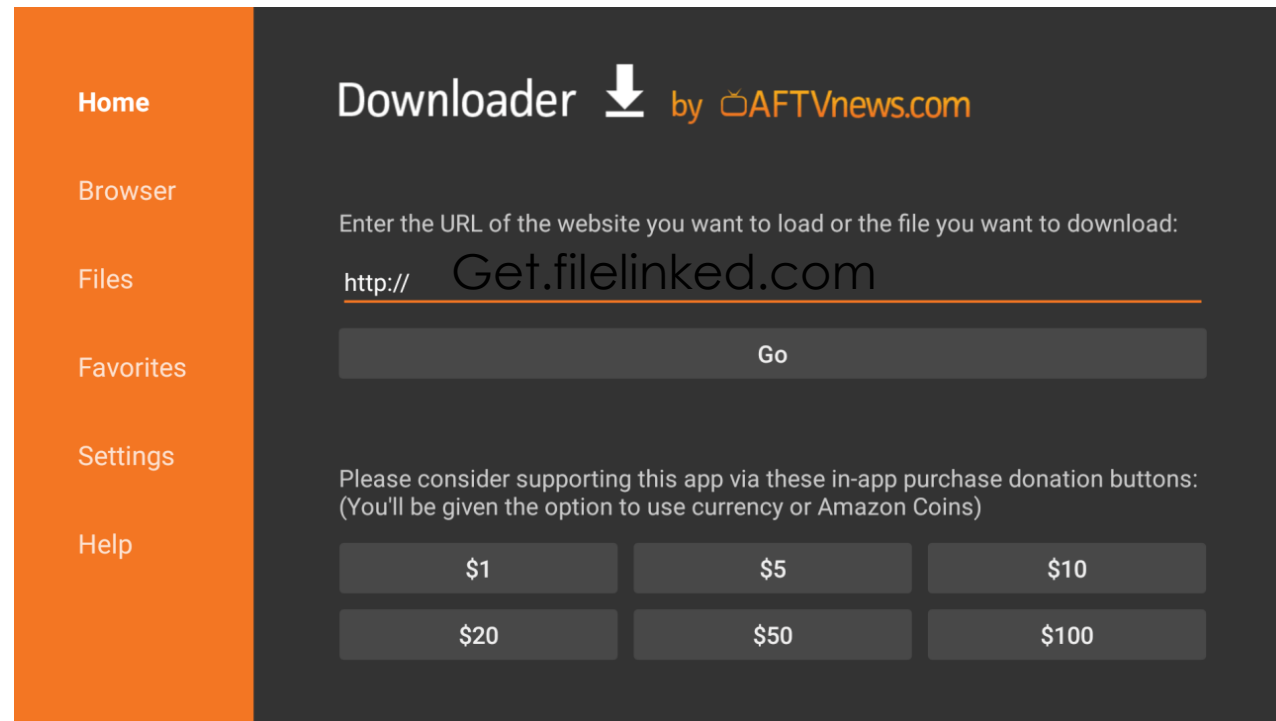 Home
Browser
Files
Favorites
Settings
Help
Downloader by AFTVnews.com
Enter the URL of the website you want to load or the file you want to download:
http:// Get.filelinked.com
Go
Please consider supporting this app via these in-app purchase donation buttons:
(You'll be given the option to use currency or Amazon Coins)
$1 $5 $10
$20 $50 $100